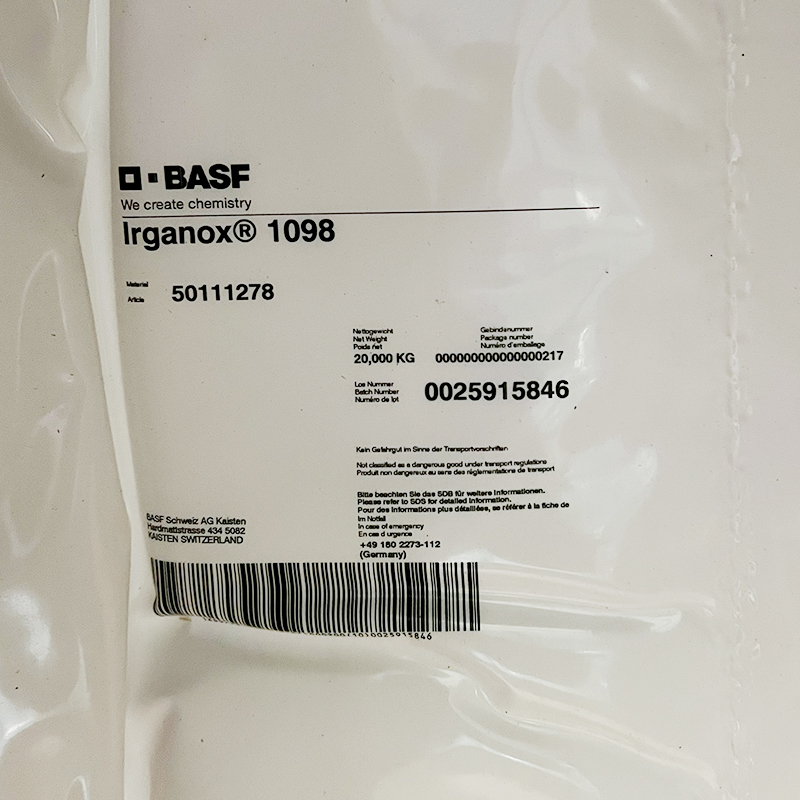 BASF
We create chemistry
Irganox® 1098
Material
Article
50111278
Nettogewicht
Net Weight
Poids net
20,000 KG
Gebindenummer
Package number
Numéro d'emballage
000000000000000217
Los Nummer
Batch Number
Numéro de lot
0025915846
Kein Gefahrgut im Sinne der Transportvorschriften
Not classified as a dangerous good under transport regulations
Produit non dangereux au sens des réglementations de transport
Bitte beachten Sie das SDB für weitere Informationen.
Please refer to SDS for detailed information.
Pour des informations plus détaillées, se référer à la fiche de
Im Notfall
In case of emergency
En cas d urgence
+49 180 2273-112
(Germany)
BASF Schweiz AG Kaisten
Hardmattstrasse 434 5082
KAISTEN SWITZERLAND